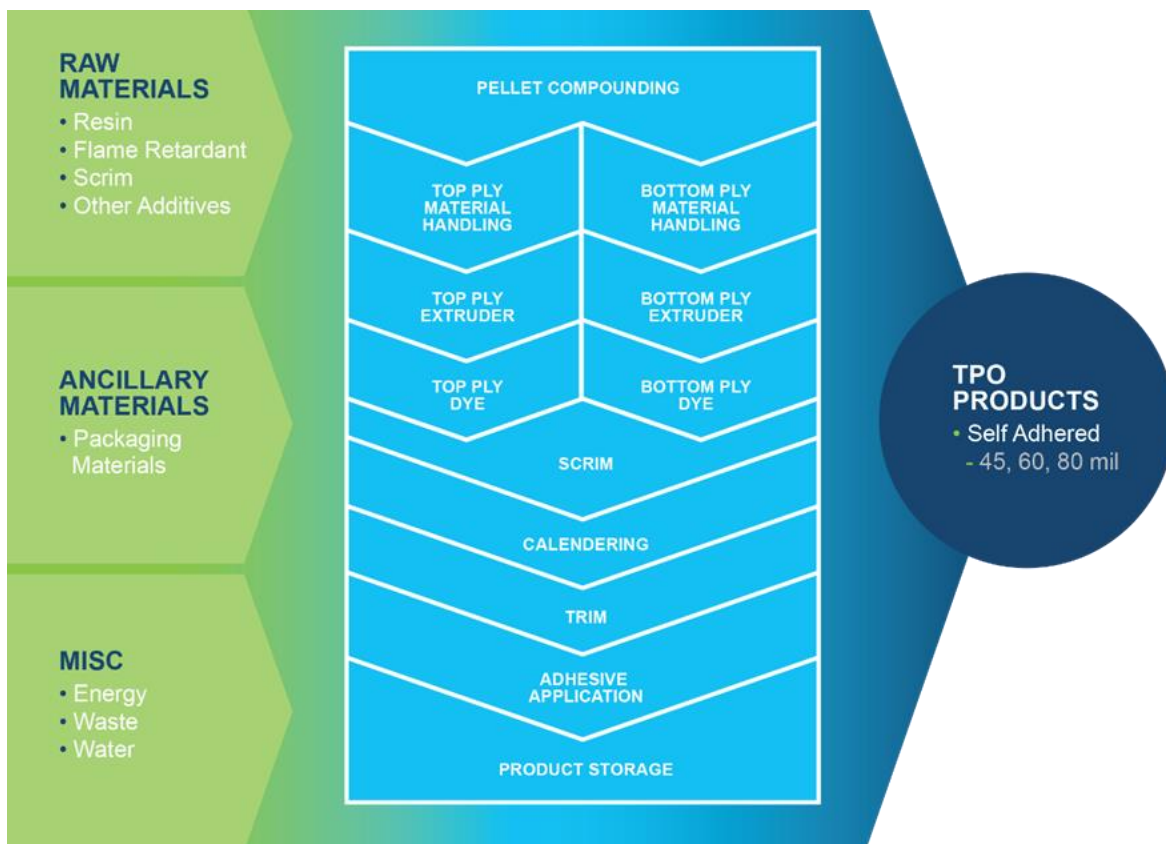 RAW
MATERIALS
• Resin
• Flame Retardant
• Scrim
• Other Additives
ANCILLARY
MATERIALS
• Packaging
Materials
MISC
• Energy
• Waste
• Water
PELLET COMPOUNDING
TOP PLY
MATERIAL
HANDLING
BOTTOM PLY
MATERIAL
HANDLING
TOP PLY
EXTRUDER
BOTTOM PLY
EXTRUDER
TOP PLY
DYE
BOTTOM PLY
DYE
SCRIM
CALENDERING
TRIM
ADHESIVE
APPLICATION
PRODUCT STORAGE
TPO
PRODUCTS
• Self Adhered
- 45, 60, 80 mil